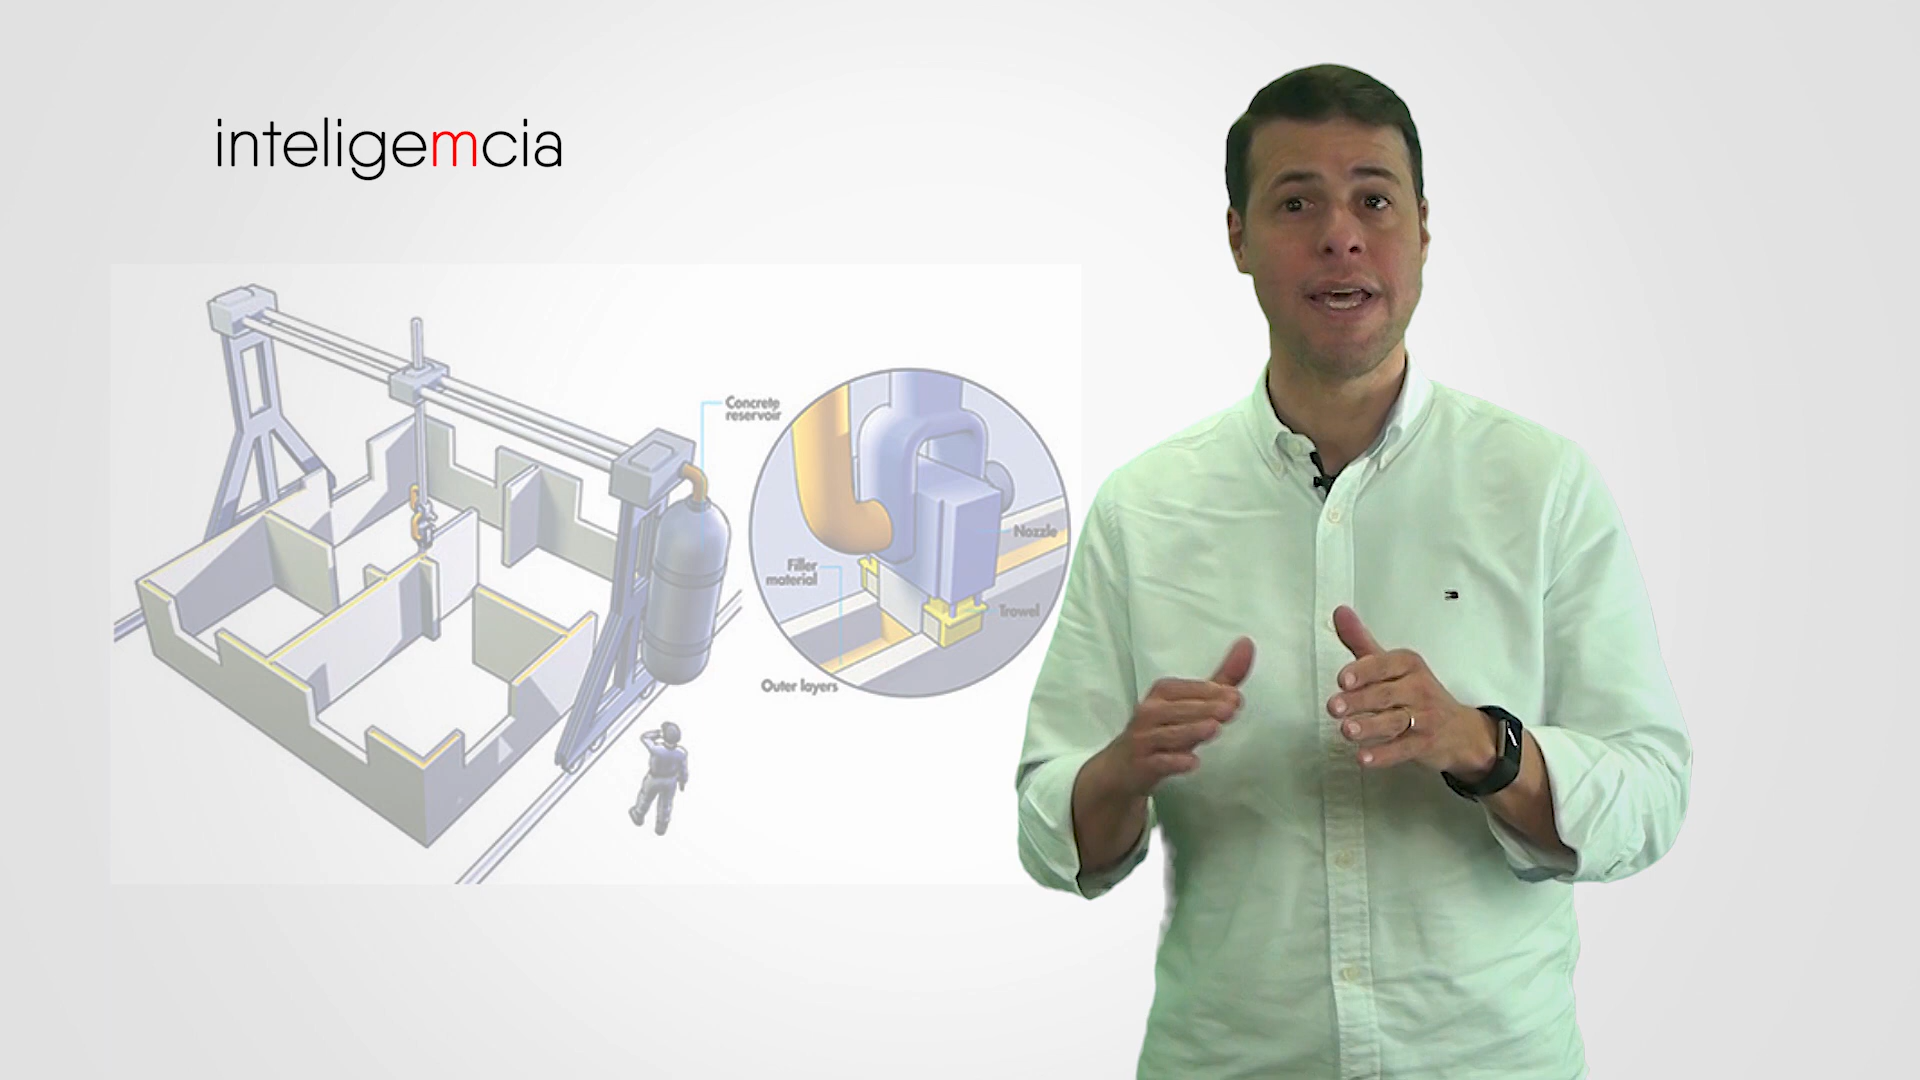 inteligemcia
Concrete
reservoir
Nozzle
Filler
material
Trowel
Outer layers